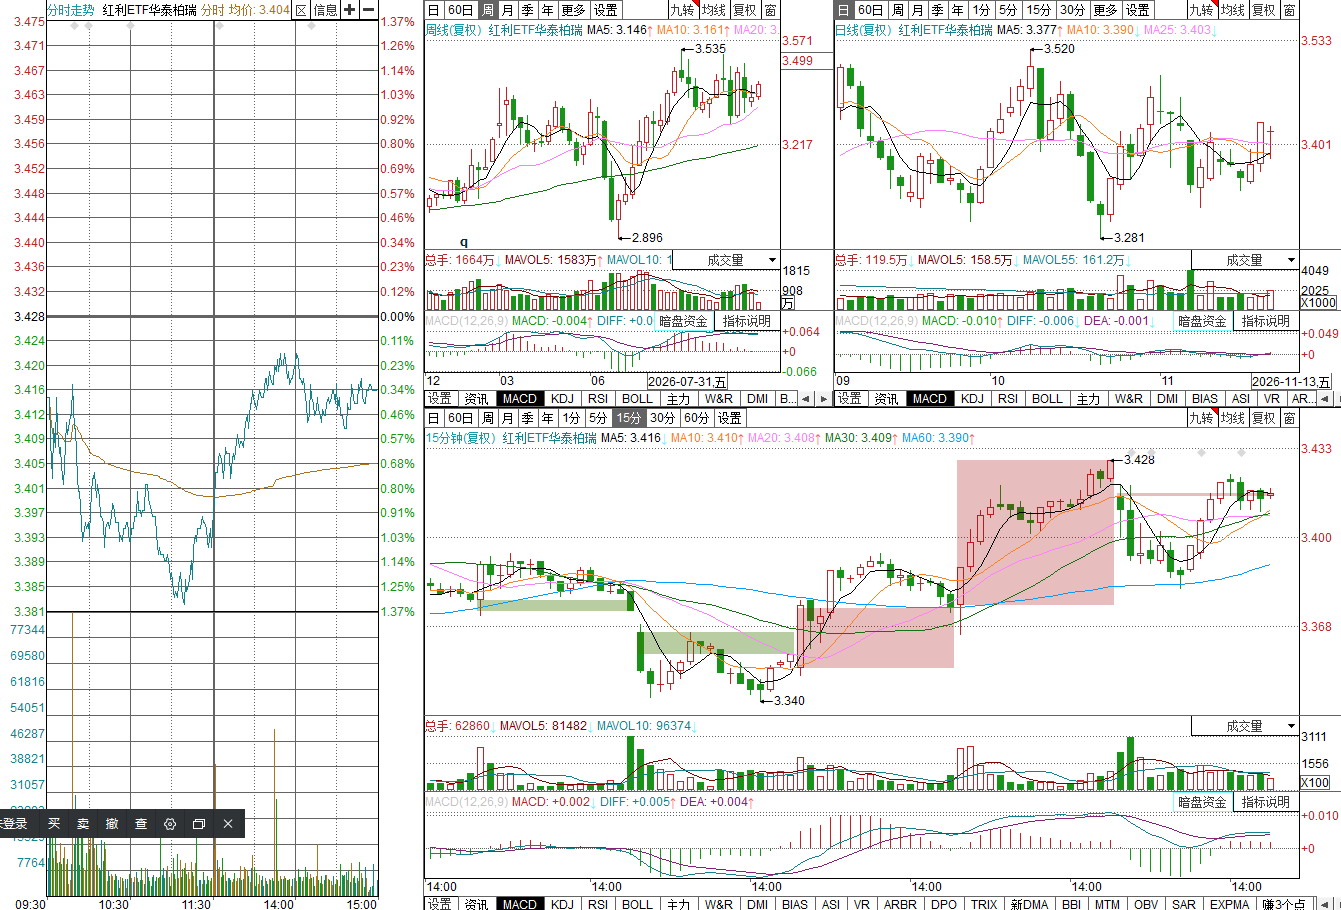 分时走势 红利ETF华泰柏瑞 分时 均价: 3.404 区 信息
3.475 1.37%
3.471 1.26%
3.467 1.14%
3.463 1.03%
3.459 0.92%
3.456 0.80%
3.452 0.69%
3.448 0.57%
3.444 0.46%
3.440 0.34%
3.436 0.23%
3.432 0.12%
3.428 0.00%
3.424 0.11%
3.420 0.23%
3.416 0.34%
3.412 0.46%
3.409 0.57%
3.405 0.68%
3.401 0.80%
3.397 0.91%
3.393 1.03%
3.389 1.14%
3.385 1.25%
3.381 1.37%
77344
69580
61816
54051
46287
38821
31057
登录 买 卖 撤 查
7764
09:30 10:30 11:30 14:00 15:00
日 60日 周 月 季 年 更多 设置 九转 均线 复权 窗
周线(复权) 红利ETF华泰柏瑞 MA5: 3.146↑ MA10: 3.161↑ MA20: 3.
3.571
3.535
3.499
3.217
2.896
q
总手: 1664万↓ MAVOL5: 1583万↑ MAVOL10: 1 成交量
1815
908
万
MACD(12,26,9) MACD: -0.004↑ DIFF: +0.0 暗盘资金 指标说明
+0.064
+0
-0.066
12 03 06 2026-07-31,五
设置 资讯 MACD KDJ RSI BOLL 主力 W&R DMI B...
日 60日 周 月 季 年 1分 5分 15分 30分 更多 设置 九转 均线 复权 窗
日线(复权) 红利ETF华泰柏瑞 MA5: 3.377↑ MA10: 3.390↓ MA25: 3.403↓
3.533
3.520
3.401
3.281
总手: 119.5万↓ MAVOL5: 158.5万↓ MAVOL55: 161.2万↓ 成交量
4049
2025
X1000
MACD(12,26,9) MACD: -0.010↑ DIFF: -0.006↓ DEA: -0.001↓ 暗盘资金 指标说明
+0.049
+0
09 10 11 2026-11-13,五
设置 资讯 MACD KDJ RSI BOLL 主力 W&R DMI BIAS ASI VR AR...
日 60日 周 月 季 年 1分 5分 15分 30分 60分 设置 九转 均线 复权 窗
15分钟(复权) 红利ETF华泰柏瑞 MA5: 3.416↓ MA10: 3.410↑ MA20: 3.408↑ MA30: 3.409↑ MA60: 3.390↑
3.433
3.428
3.400
3.368
3.340
总手: 62860↓ MAVOL5: 81482↓ MAVOL10: 96374↓ 成交量
3111
1556
X100
MACD(12,26,9) MACD: +0.002↓ DIFF: +0.005↑ DEA: +0.004↑ 暗盘资金 指标说明
+0.010
+0
14:00 14:00 14:00 14:00 14:00 14:00
设置 资讯 MACD KDJ RSI BOLL 主力 W&R DMI BIAS ASI VR ARBR DPO TRIX 新DMA BBI MTM OBV SAR EXPMA 赚3个点